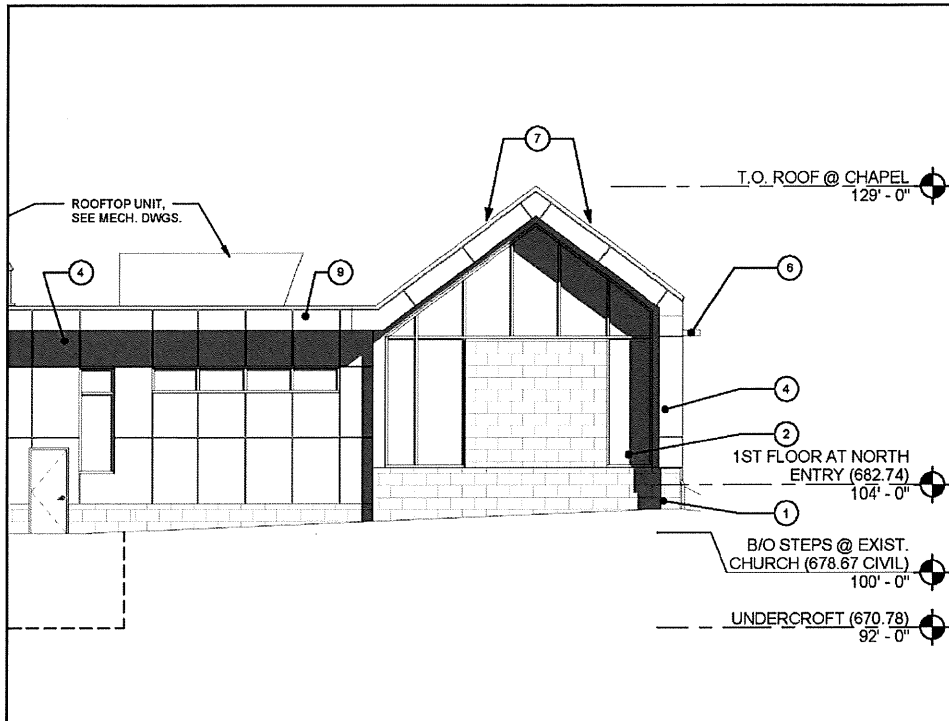 7
T.O. ROOF @ CHAPEL
129' - 0"
ROOFTOP UNIT,
SEE MECH. DWGS.
4
9
6
4
2
1ST FLOOR AT NORTH
ENTRY (682.74)
104' - 0"
1
B/O STEPS @ EXIST.
CHURCH (678.67 CIVIL)
100' - 0"
UNDERCROFT (670.78)
92' - 0"